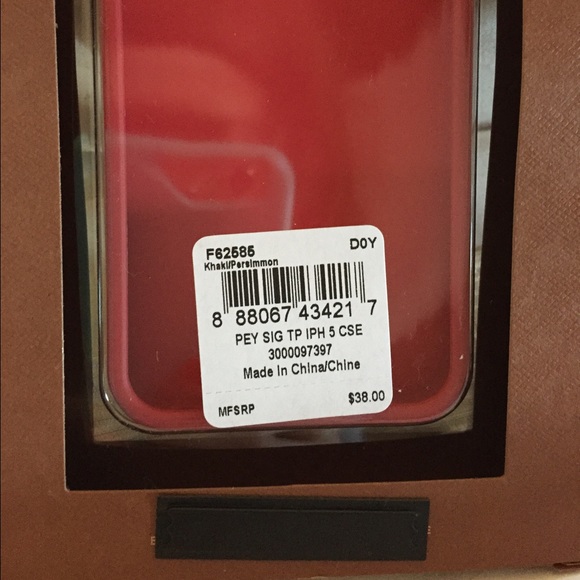 F62585 D0Y
Khaki/Persimmon
8 88067 43421 7
PEY SIG TP IPH 5 CSE
3000097397
Made In China/Chine
MFSRP $38.00